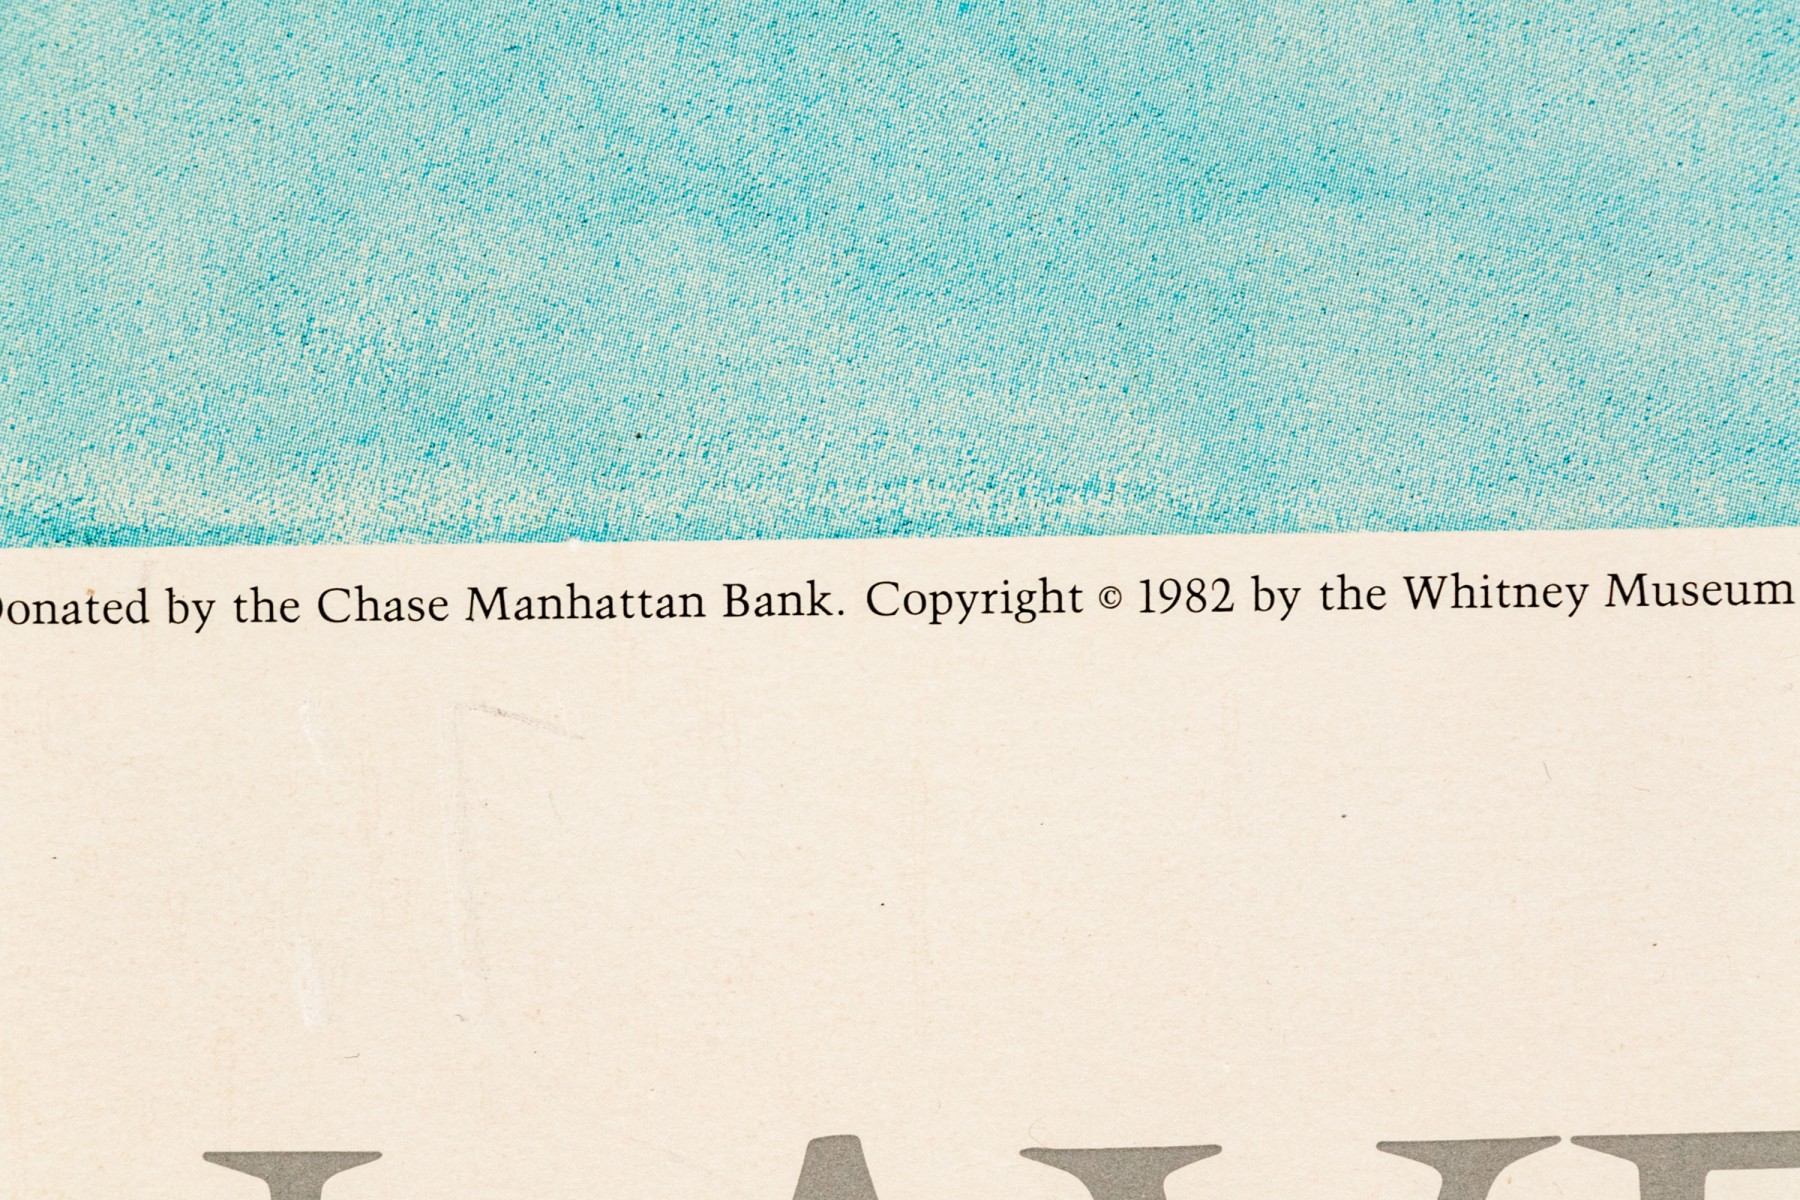 Donated by the Chase Manhattan Bank. Copyright © 1982 by the Whitney Museum